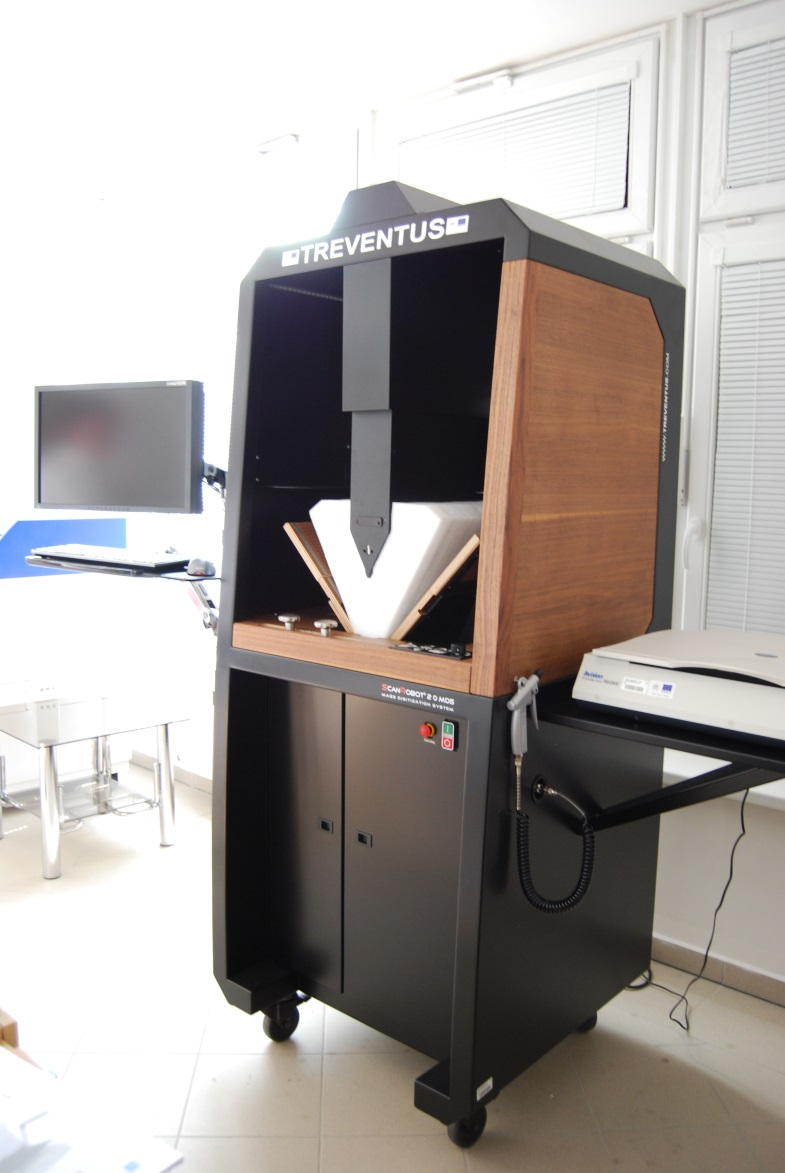 TREVENTUS
WWW.TREVENTUS.COM
SCANROBOT® 2.0 MDS
MASS DIGITIZATION SYSTEM